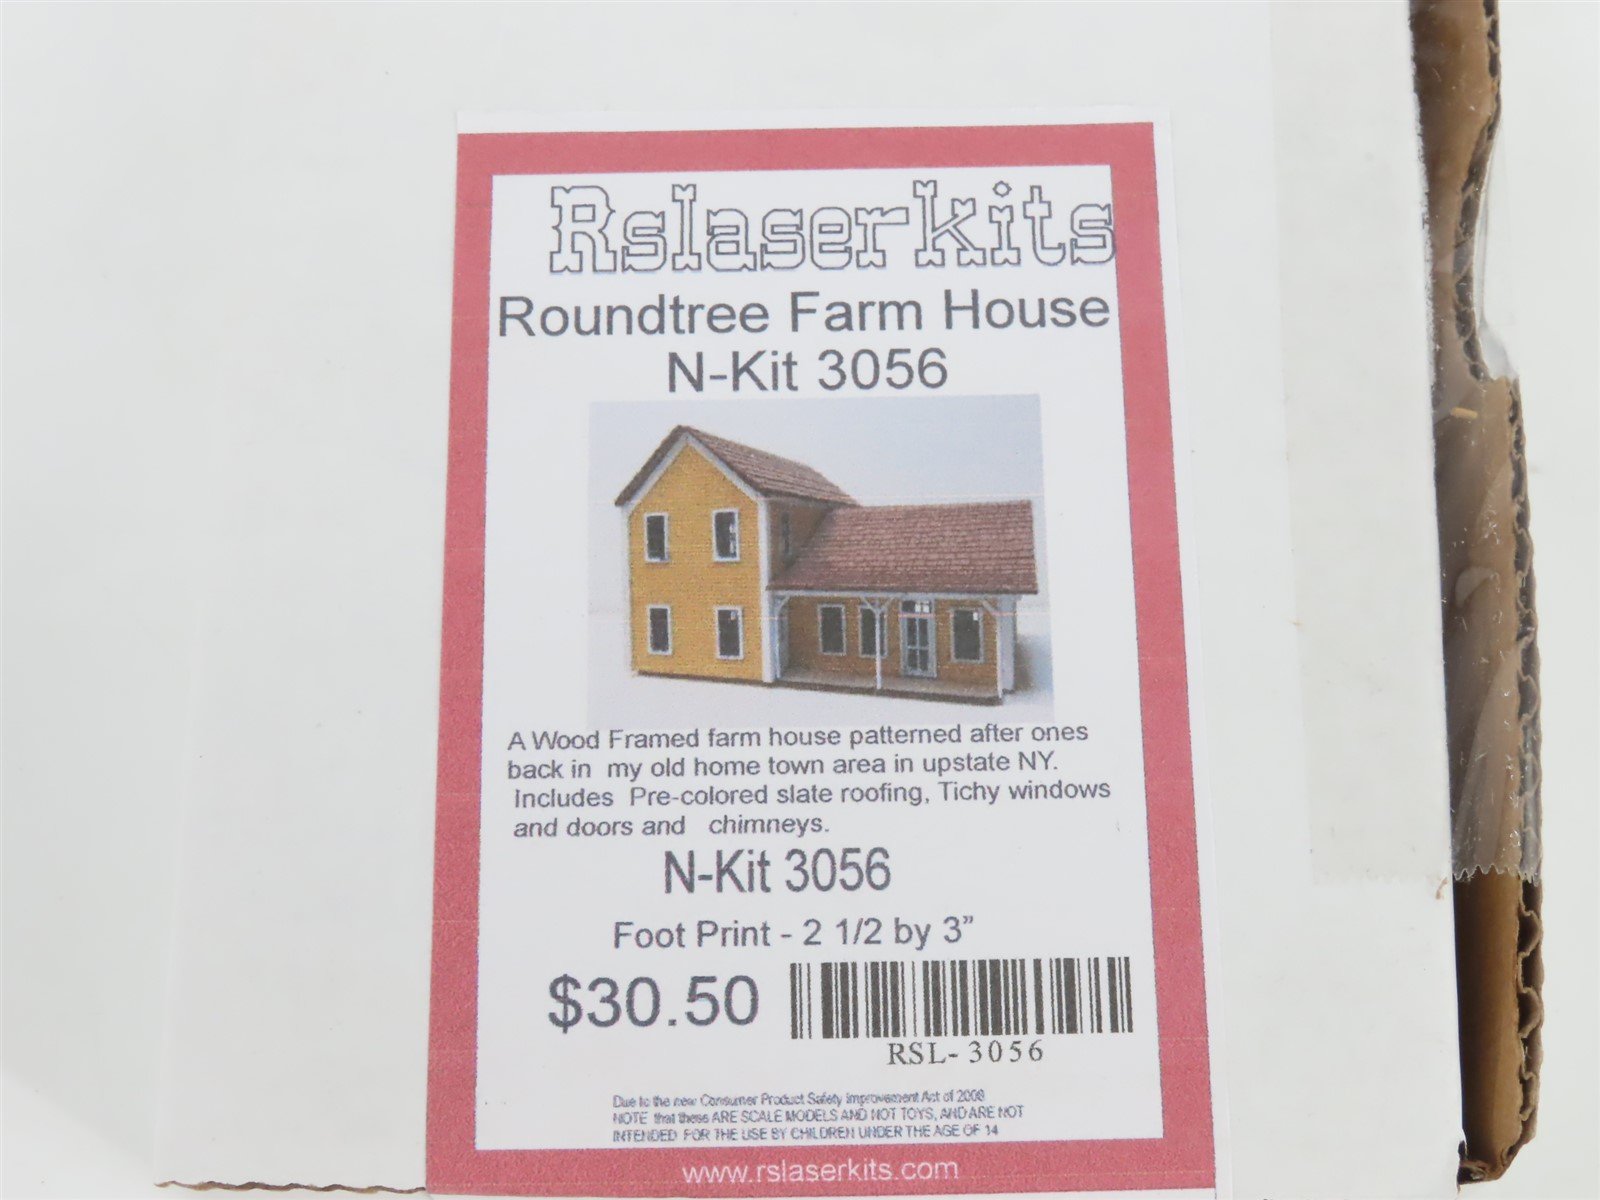 Rslaserkits
Roundtree Farm House
N-Kit 3056
A Wood Framed farm house patterned after ones
back in my old home town area in upstate NY.
Includes Pre-colored slate roofing, Tichy windows
and doors and chimneys.
N-Kit 3056
Foot Print - 2 1/2 by 3”
$30.50
RSL-3056
Due to the new Consumer Product Safety Improvement Act of 2008
NOTE that these ARE SCALE MODELS AND NOT TOYS, AND ARE NOT
INTENDED FOR THE USE BY CHILDREN UNDER THE AGE OF 14
www.rslaserkits.com